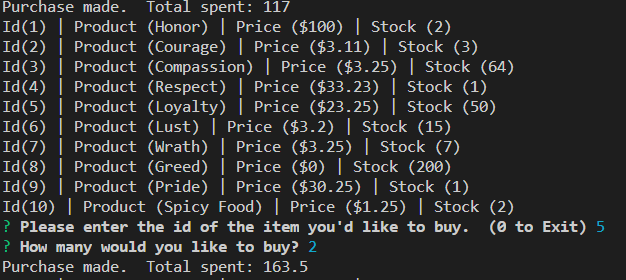 Purchase made.  Total spent: 117
Id(1) | Product (Honor) | Price ($100) | Stock (2)
Id(2) | Product (Courage) | Price ($3.11) | Stock (3)
Id(3) | Product (Compassion) | Price ($3.25) | Stock (64)
Id(4) | Product (Respect) | Price ($33.23) | Stock (1)
Id(5) | Product (Loyalty) | Price ($23.25) | Stock (50)
Id(6) | Product (Lust) | Price ($3.2) | Stock (15)
Id(7) | Product (Wrath) | Price ($3.25) | Stock (7)
Id(8) | Product (Greed) | Price ($0) | Stock (200)
Id(9) | Product (Pride) | Price ($30.25) | Stock (1)
Id(10) | Product (Spicy Food) | Price ($1.25) | Stock (2)
? Please enter the id of the item you'd like to buy.  (0 to Exit) 5
? How many would you like to buy? 2
Purchase made.  Total spent: 163.5